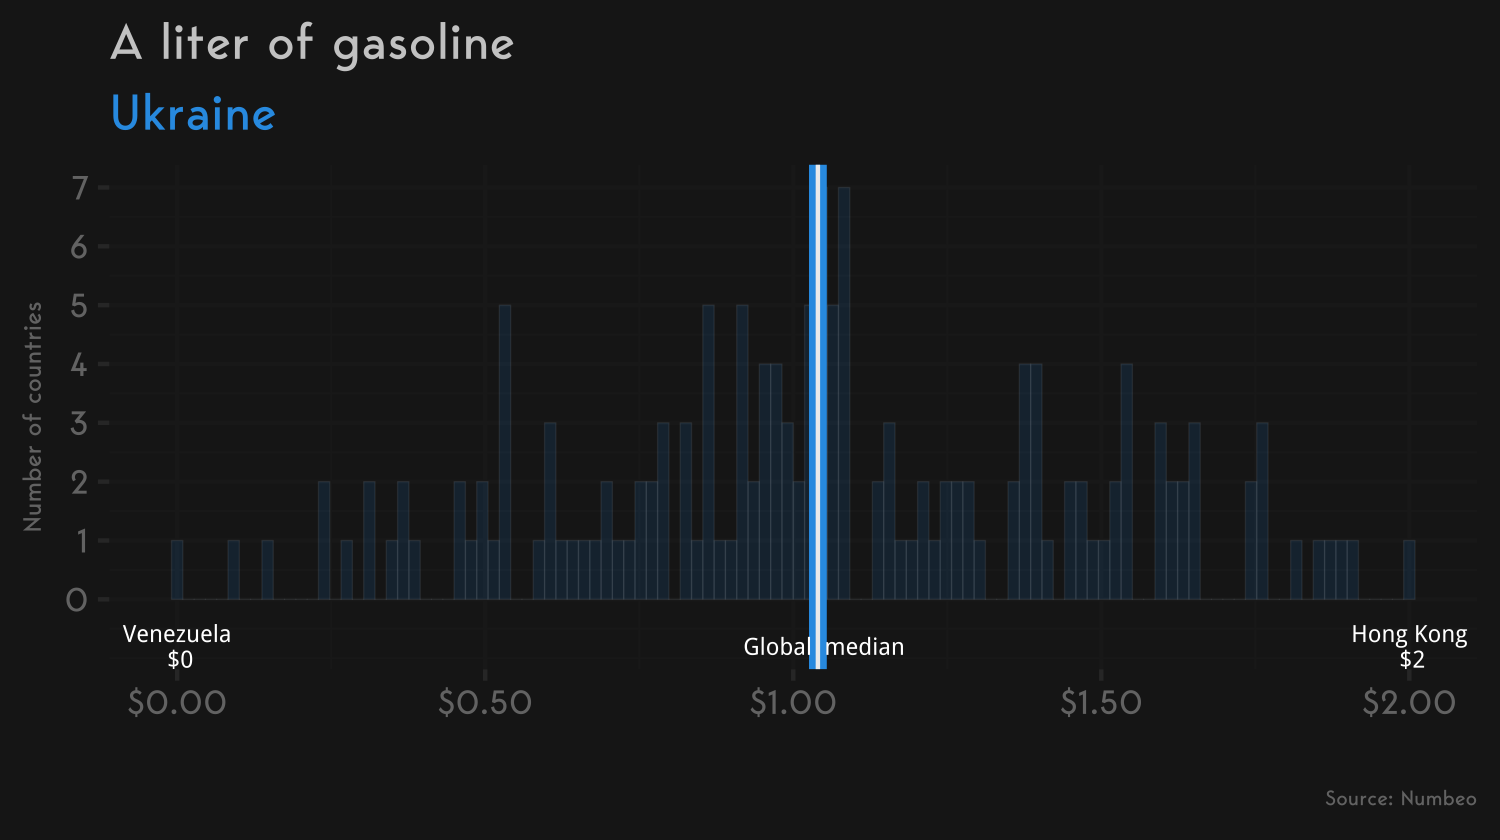 A liter of gasoline
Ukraine
Number of countries
7
6
5
4
3
2
1
0
Venezuela
$0
Global median
Hong Kong
$2
$0.00
$0.50
$1.00
$1.50
$2.00
Source: Numbeo